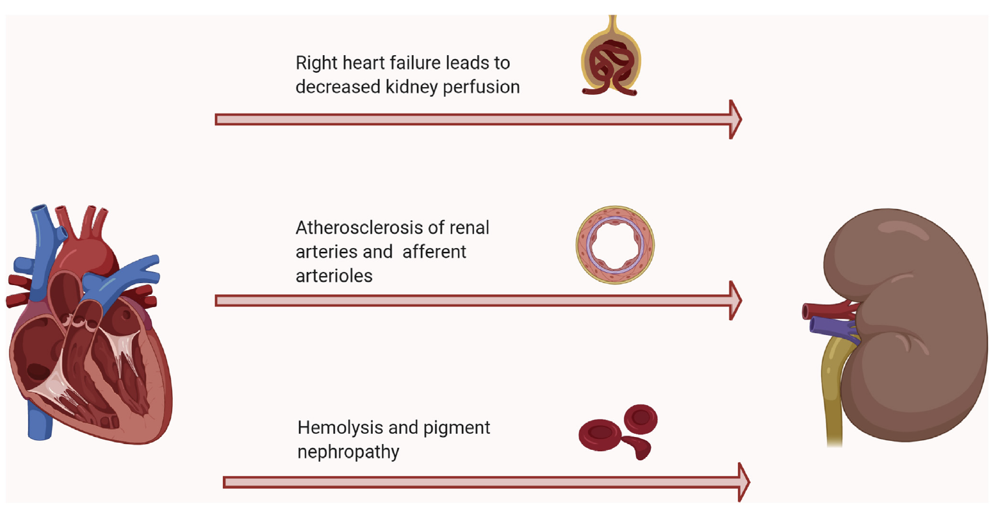 Right heart failure leads to
decreased kidney perfusion
Atherosclerosis of renal
arteries and  afferent
arterioles
Hemolysis and pigment
nephropathy